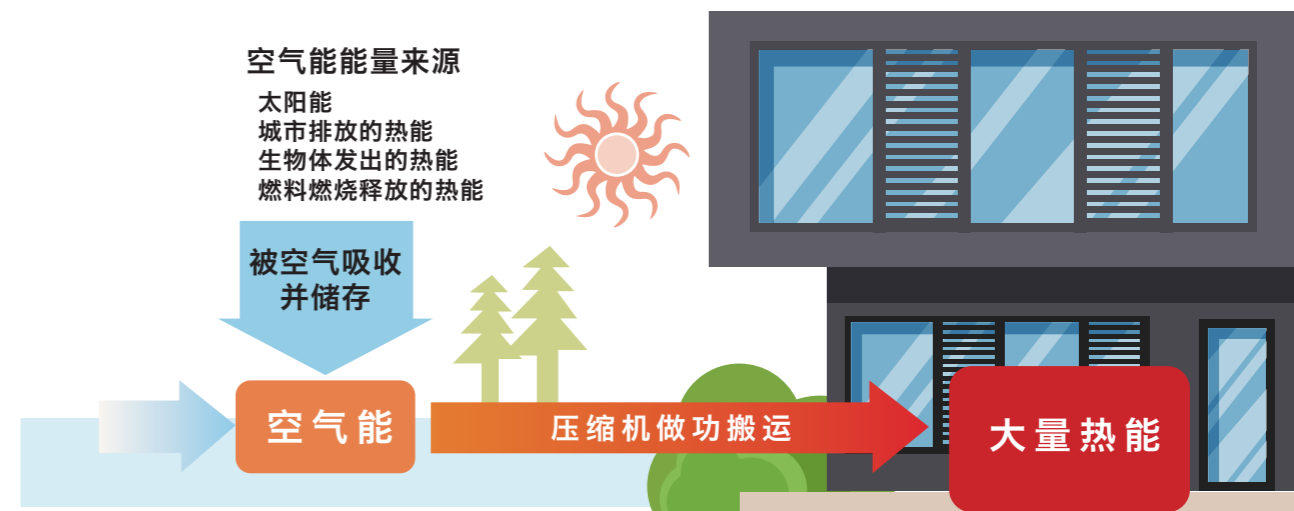 空气能能量来源
太阳能
城市排放的热能
生物体发出的热能
燃料燃烧释放的热能
被空气吸收
并储存
空气能
压缩机做功搬运
大量热能